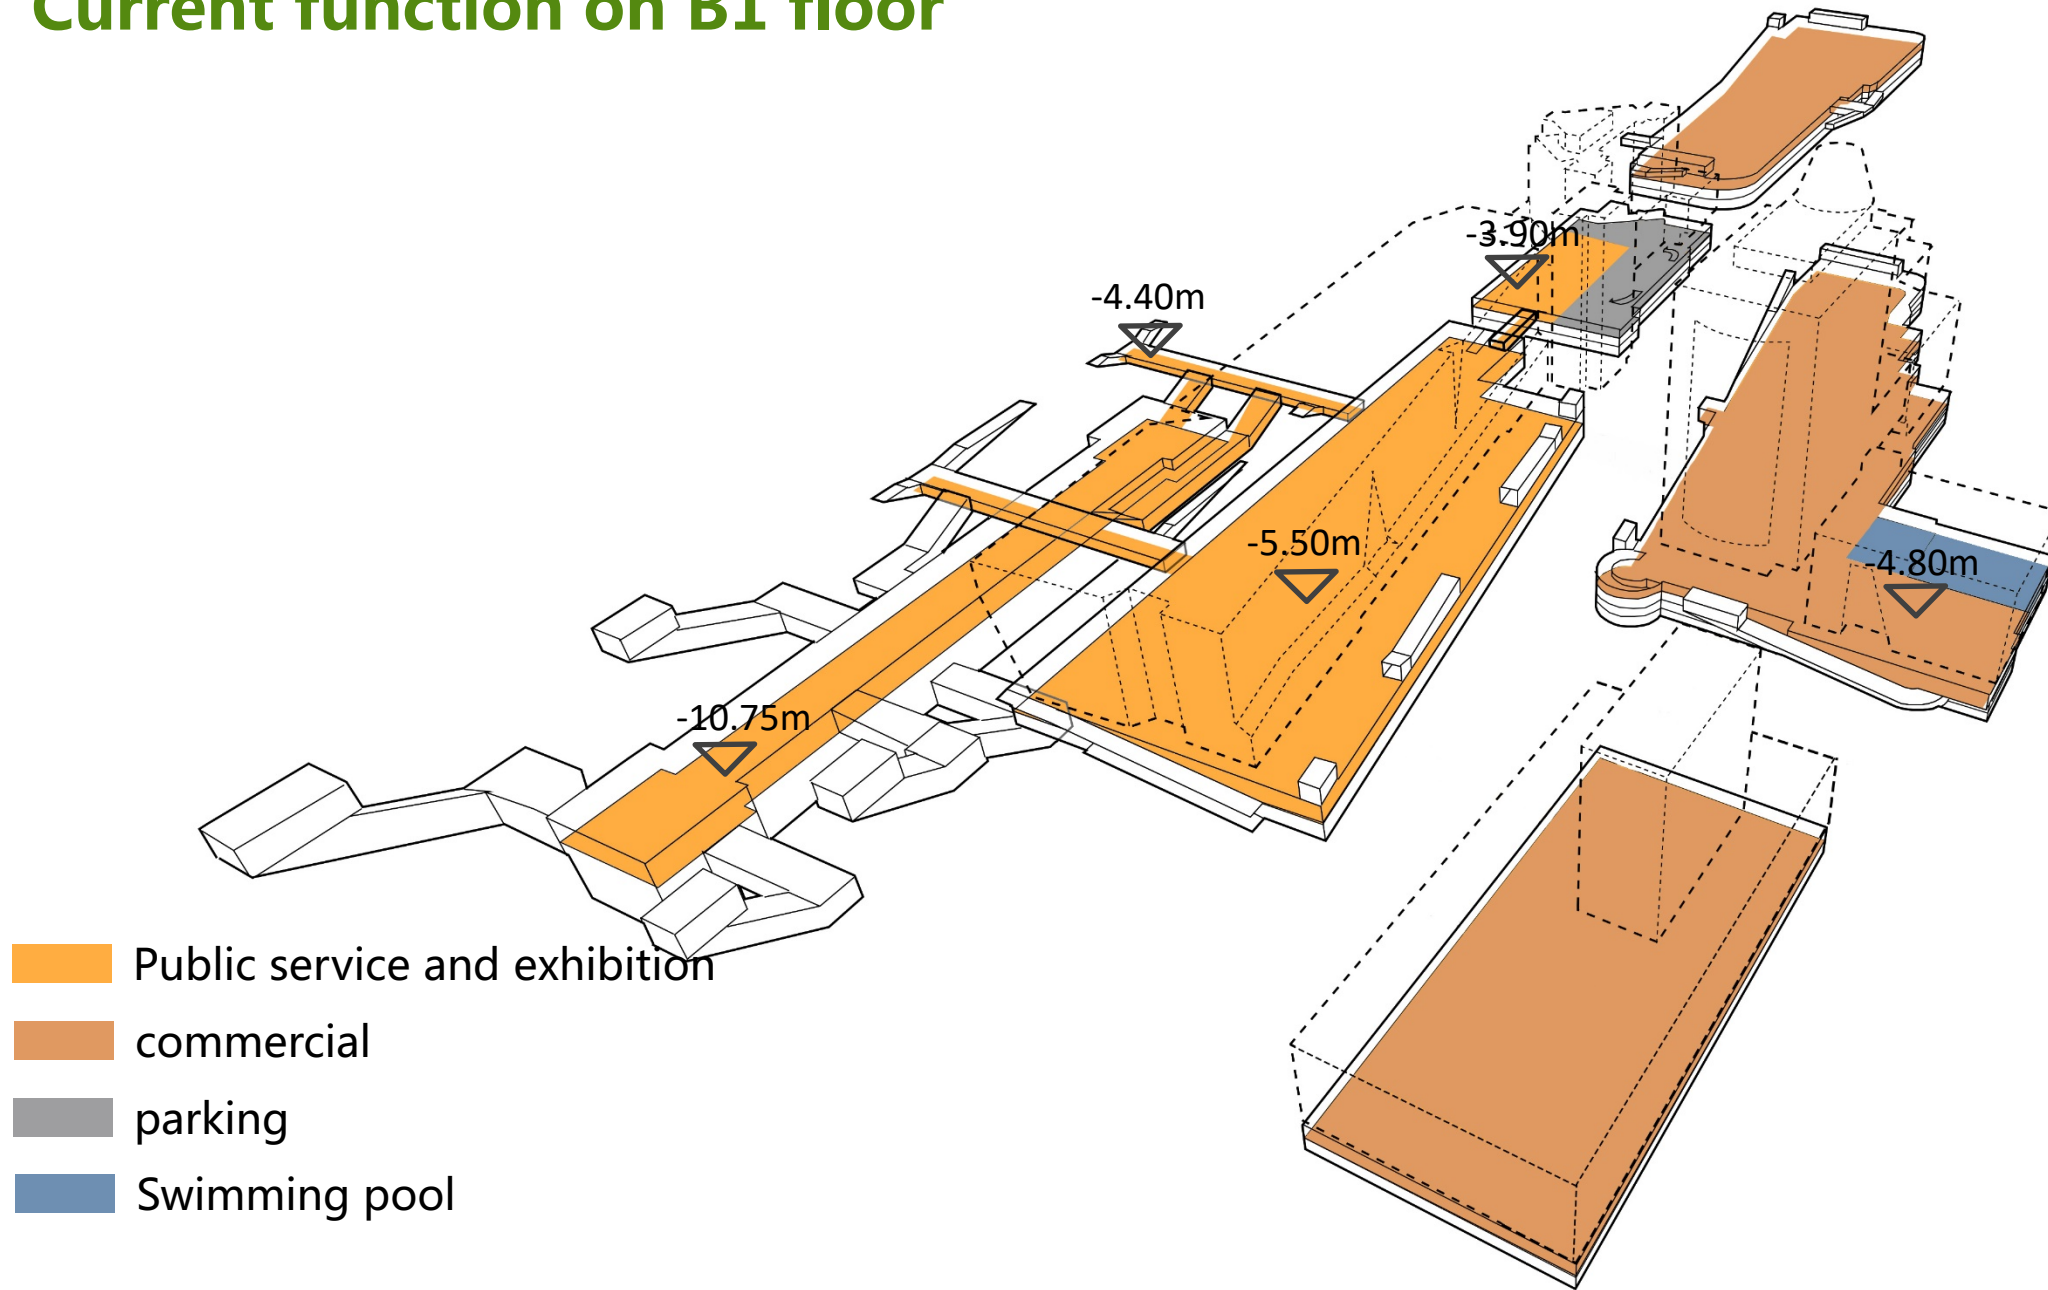 Current function on B1 floor
-3.90m
-4.40m
-5.50m
-4.80m
-10.75m
Public service and exhibition
commercial
parking
Swimming pool